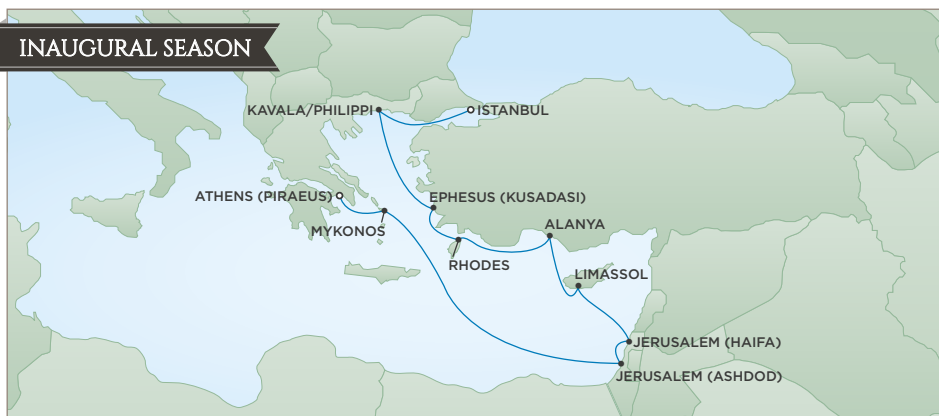 INAUGURAL SEASON
KAVALA/PHILIPPI
ISTANBUL
ATHENS (PIRAEUS)
EPHESUS (KUSADASI)
MYKONOS
ALANYA
RHODES
LIMASSOL
JERUSALEM (HAIFA)
JERUSALEM (ASHDOD)